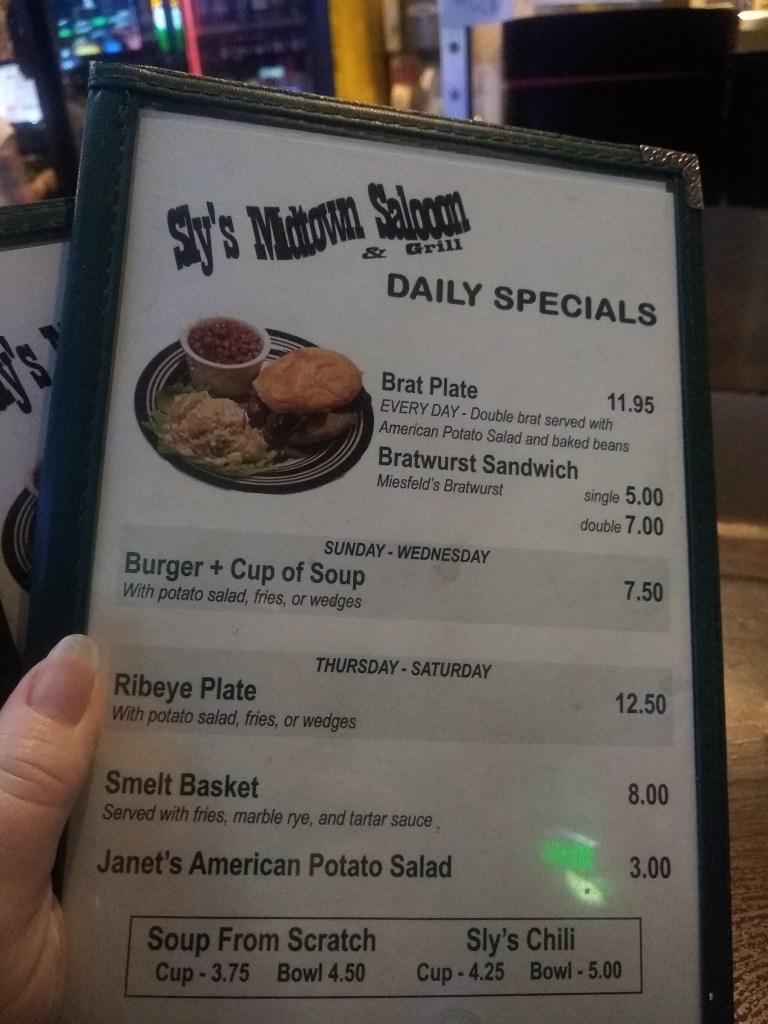 Sly's Midtown Saloon
& Grill
DAILY SPECIALS
Brat Plate 11.95
EVERY DAY - Double brat served with
American Potato Salad and baked beans
Bratwurst Sandwich
Miesfeld's Bratwurst single 5.00
double 7.00
SUNDAY - WEDNESDAY
Burger + Cup of Soup 7.50
With potato salad, fries, or wedges
THURSDAY - SATURDAY
Ribeye Plate 12.50
With potato salad, fries, or wedges
Smelt Basket 8.00
Served with fries, marble rye, and tartar sauce
Janet's American Potato Salad 3.00
Soup From Scratch Sly's Chili
Cup - 3.75 Bowl 4.50 Cup - 4.25 Bowl - 5.00